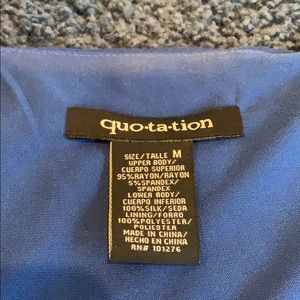 quo·ta·tion
SIZE/TALLE M
UPPER BODY/
CUERPO SUPERIOR
95%RAYON/RAYON
5%SPANDEX/
SPANDEX
LOWER BODY/
CUERPO INFERIOR
100%SILK/SEDA
LINING/FORRO
100%POLYESTER/
POLIESTER
MADE IN CHINA/
HECHO EN CHINA
RN# 101276